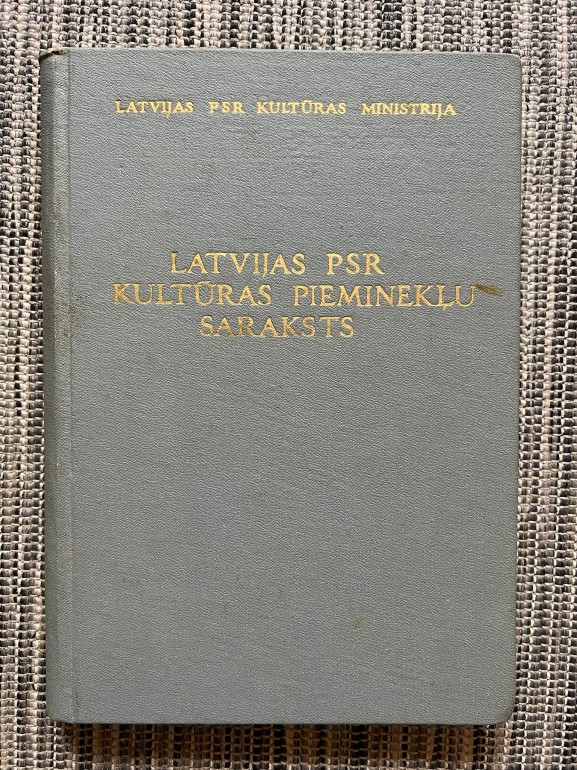 LATVIJAS PSR KULTŪRAS MINISTRIJA
LATVIJAS PSR
KULTŪRAS PIEMINEKĻU
SARAKSTS